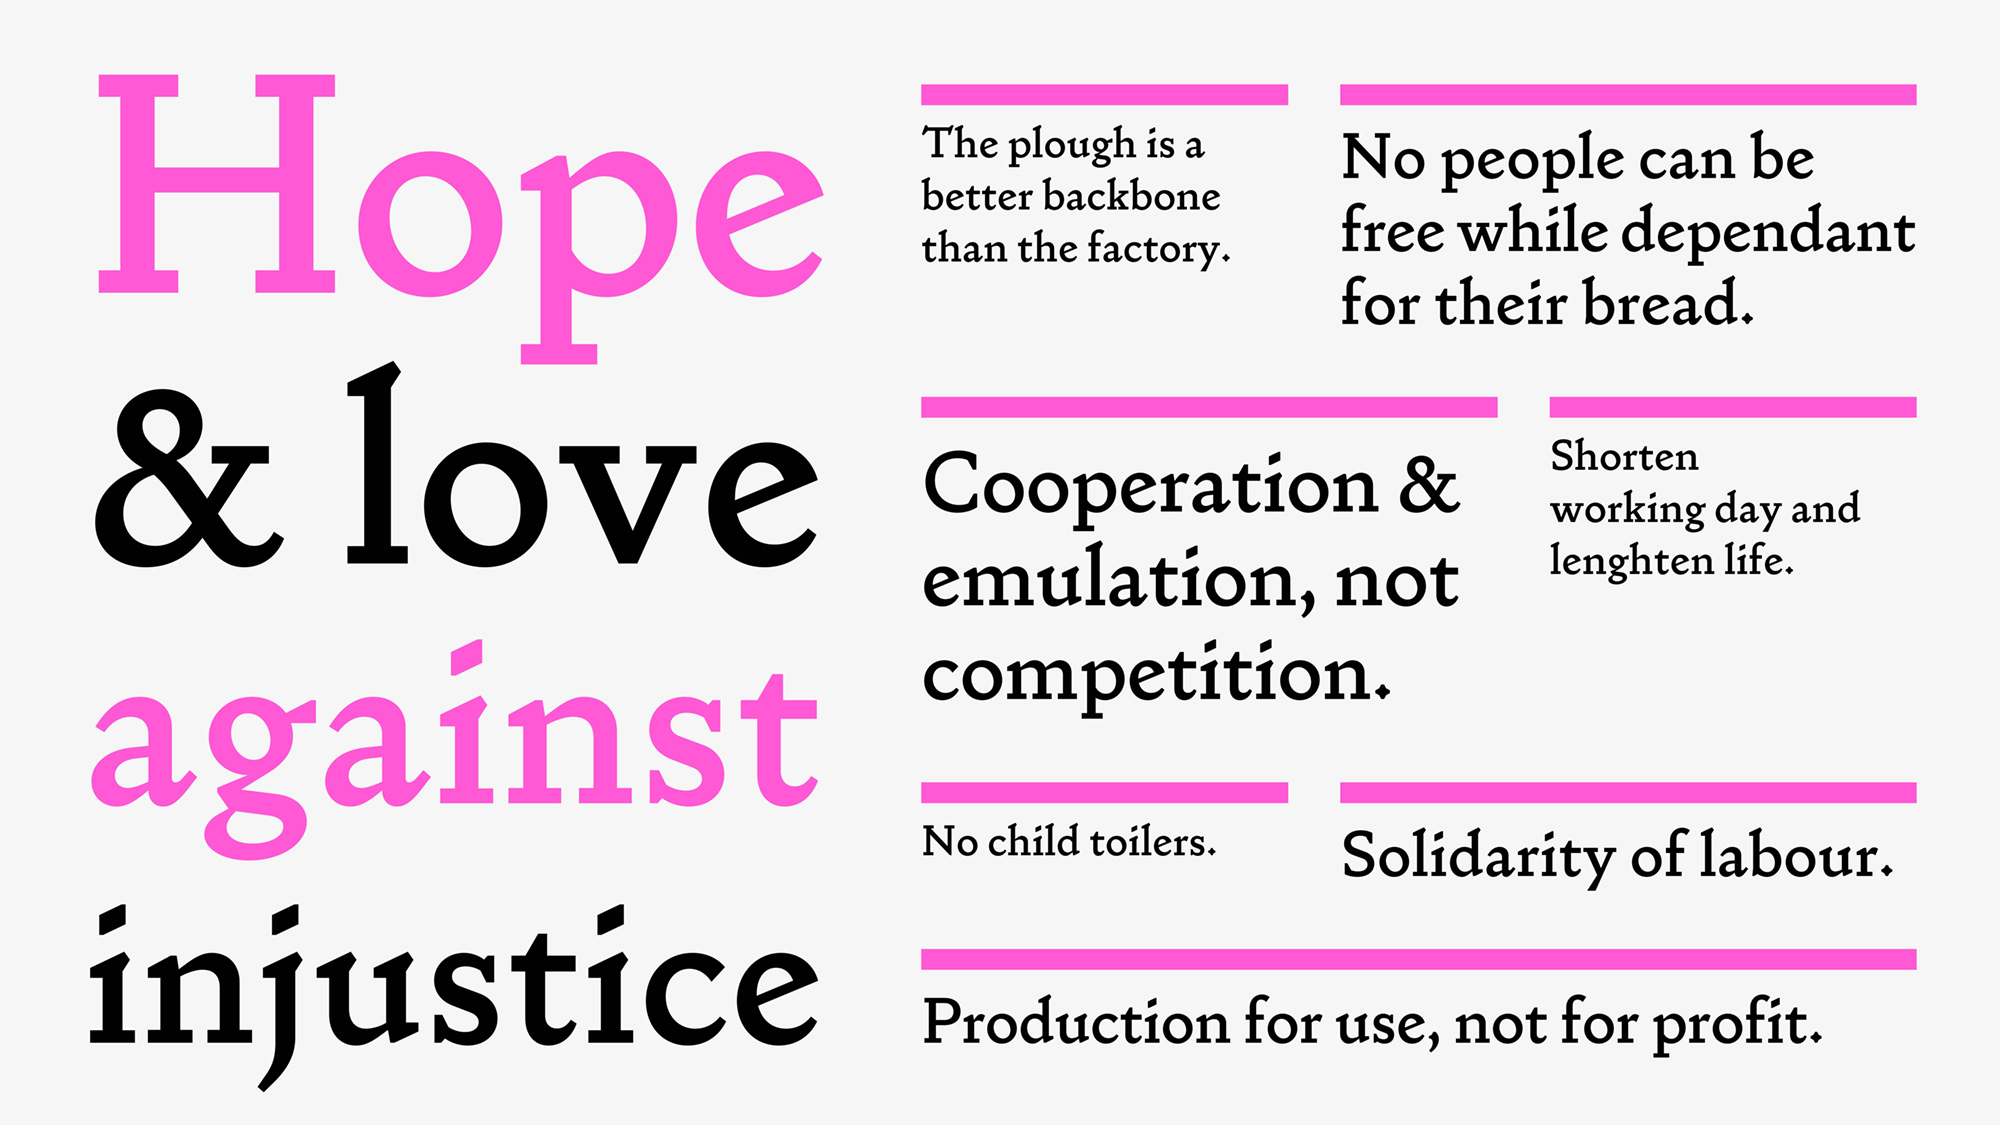 Hope
& love
against
injustice
The plough is a
better backbone
than the factory.
No people can be
free while dependant
for their bread.
Cooperation &
emulation, not
competition.
Shorten
working day and
lenghten life.
No child toilers.
Solidarity of labour.
Production for use, not for profit.